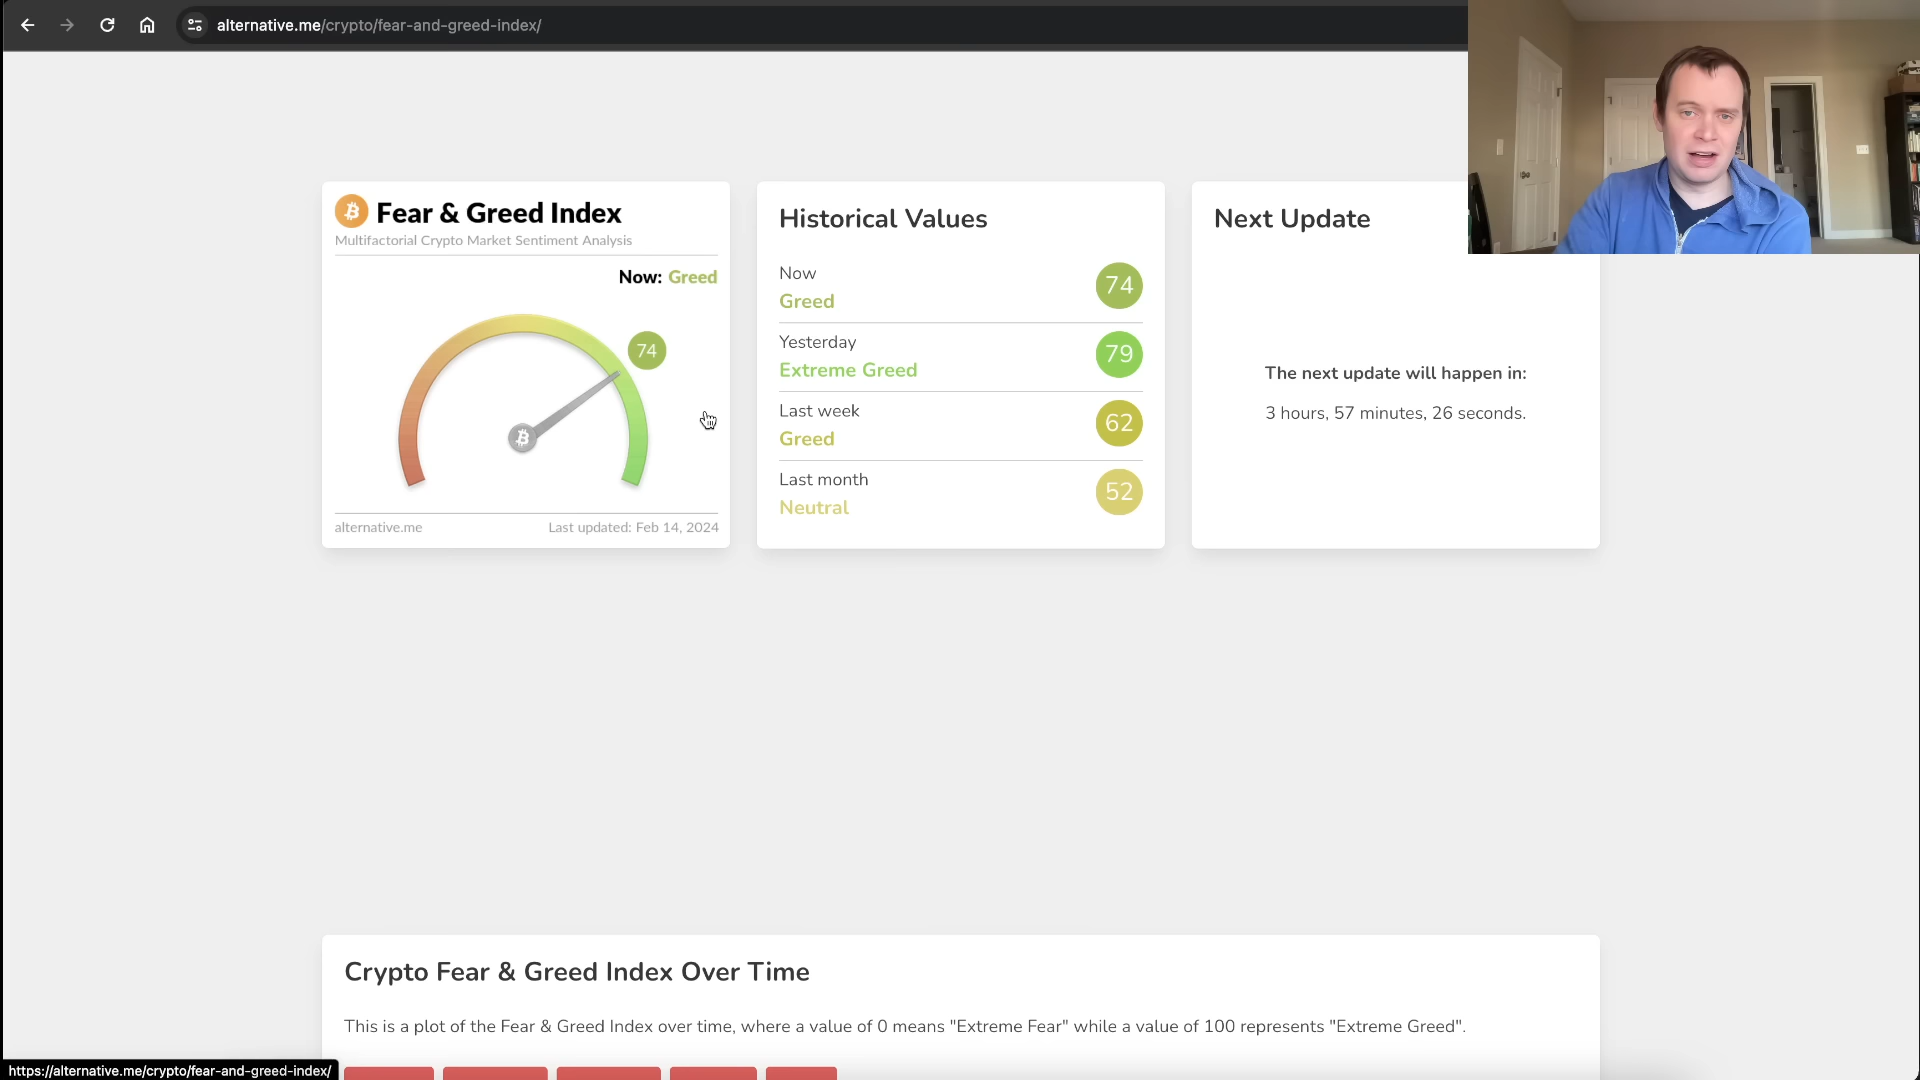 alternative.me/crypto/fear-and-greed-index/
Fear & Greed Index
Multifactorial Crypto Market Sentiment Analysis
Now: Greed
74
alternative.me
Last updated: Feb 14, 2024
Historical Values
Now
Greed
74
Yesterday
Extreme Greed
79
Last week
Greed
62
Last month
Neutral
52
Next Update
The next update will happen in:
3 hours, 57 minutes, 26 seconds.
Crypto Fear & Greed Index Over Time
This is a plot of the Fear & Greed Index over time, where a value of 0 means "Extreme Fear" while a value of 100 represents "Extreme Greed".
https://alternative.me/crypto/fear-and-greed-index/